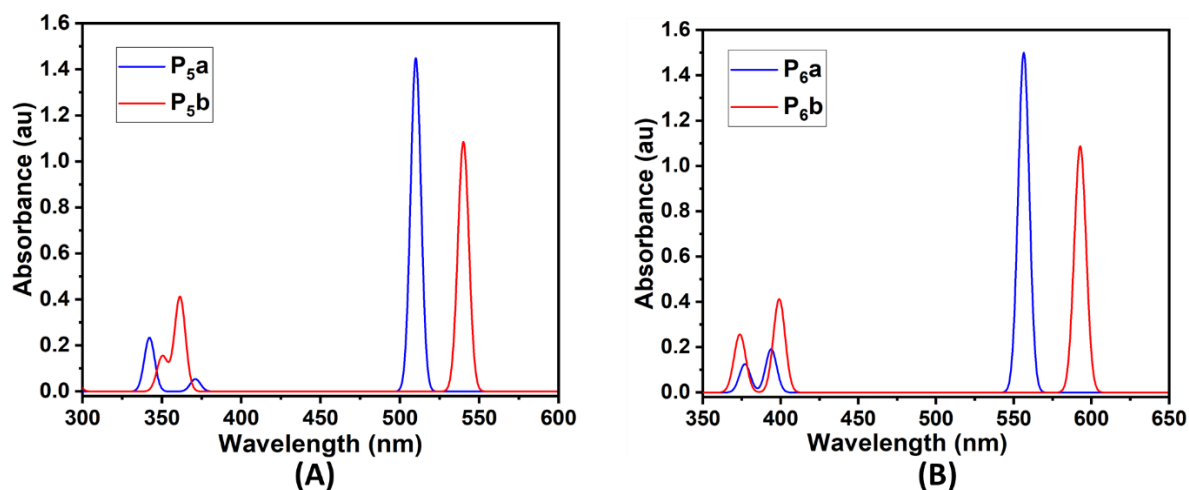 1.6
1.4
1.2
1.0
0.8
0.6
0.4
0.2
0.0
Absorbance (au)
P₅a
P₅b
300 350 400 450 500 550 600
Wavelength (nm)
(A)
1.6
1.4
1.2
1.0
0.8
0.6
0.4
0.2
0.0
Absorbance (au)
P₆a
P₆b
350 400 450 500 550 600 650
Wavelength (nm)
(B)